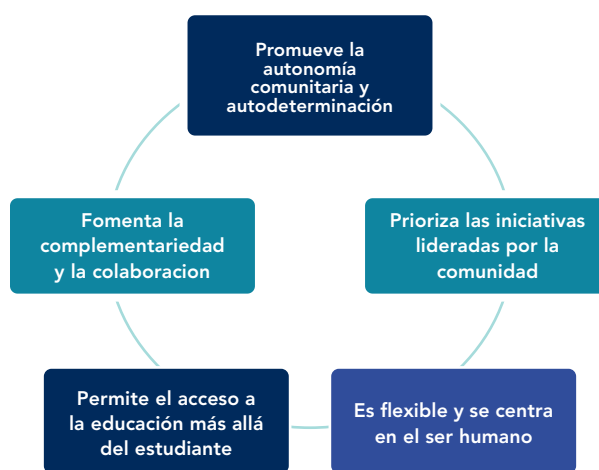 Promueve la
autonomía
comunitaria y
autodeterminación
Prioriza las iniciativas
lideradas por la
comunidad
Es flexible y se centra
en el ser humano
Permite el acceso a
la educación más allá
del estudiante
Fomenta la
complementariedad
y la colaboracion